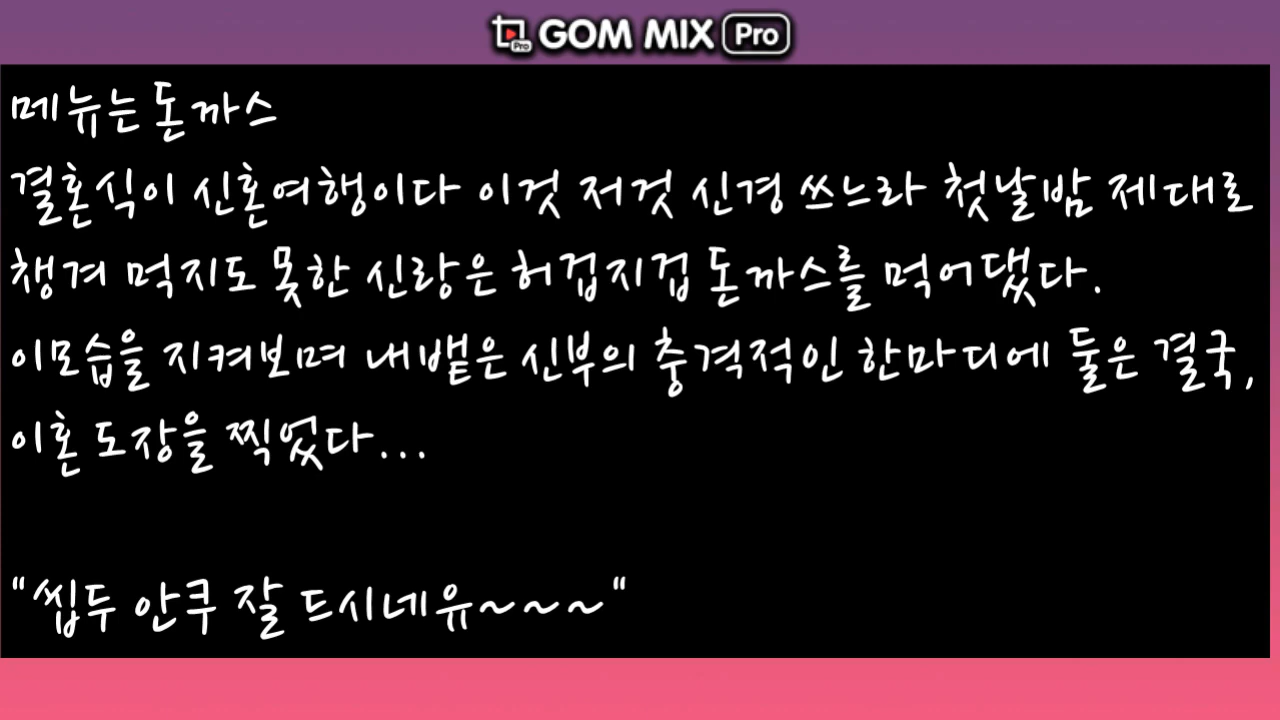 GOM MIX Pro
메뉴는 돈까스
결혼식이 신혼여행이다 이것 저것 신경 쓰느라 첫날밤 제대로
챙겨 먹지도 못한 신랑은 허겁지겁 돈까스를 먹어댔다.
이모습을 지켜보며 내뱉은 신부의 충격적인 한마디에 둘은 결국,
이혼 도장을 찍었다...
"씹두 안쿠 잘 드시네유~~~"